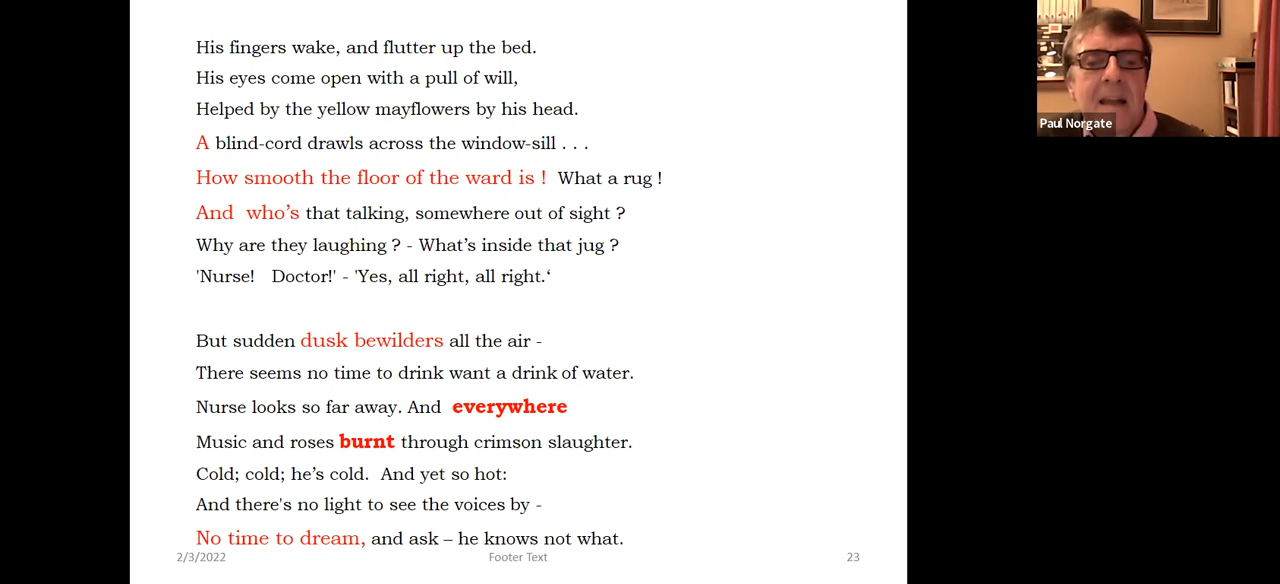 His fingers wake, and flutter up the bed.
His eyes come open with a pull of will,
Helped by the yellow mayflowers by his head.
A blind-cord drawls across the window-sill . . .
How smooth the floor of the ward is ! What a rug !
And who’s that talking, somewhere out of sight ?
Why are they laughing ? - What’s inside that jug ?
'Nurse! Doctor!' - 'Yes, all right, all right.‘
But sudden dusk bewilders all the air -
There seems no time to drink want a drink of water.
Nurse looks so far away. And everywhere
Music and roses burnt through crimson slaughter.
Cold; cold; he’s cold. And yet so hot:
And there's no light to see the voices by -
No time to dream, and ask – he knows not what.
2/3/2022 Footer Text 23
Paul Norgate